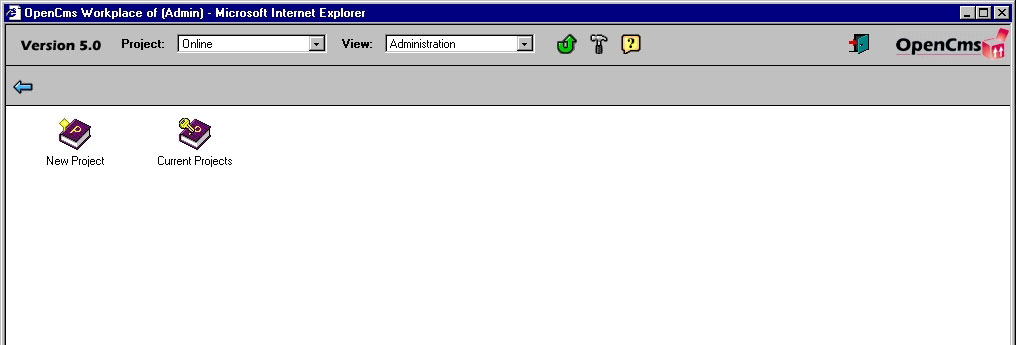 OpenCms Workplace of (Admin) - Microsoft Internet Explorer
Version 5.0 Project: Online View: Administration ? OpenCms
New Project Current Projects